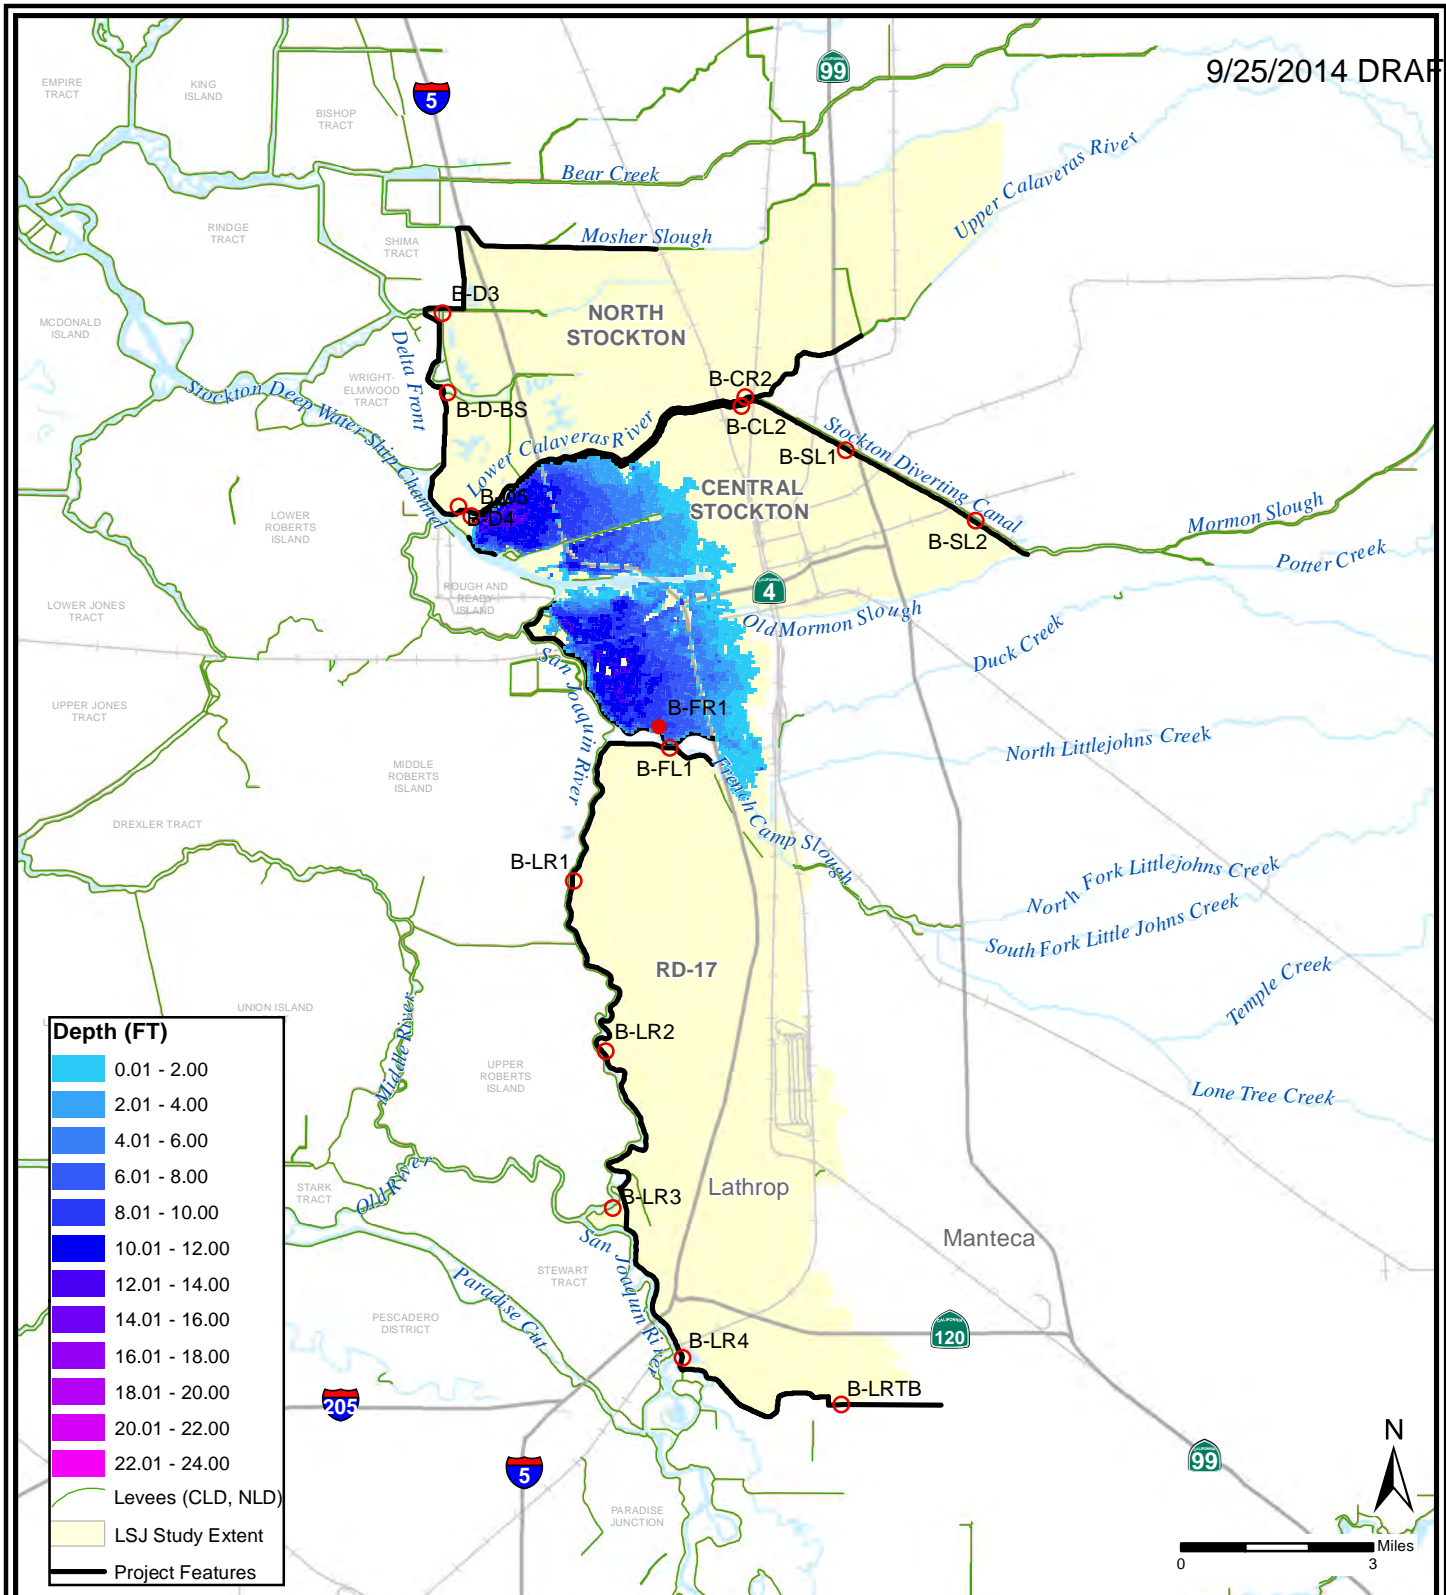 9/25/2014 DRAF
EMPIRE
TRACT
KING
ISLAND
BISHOP
TRACT
5
CALIFORNIA
99
Bear Creek
Upper Calaveras River
RINDGE
TRACT
SHIMA
TRACT
Mosher Slough
B-D3
NORTH
STOCKTON
MCDONALD
ISLAND
Delta Front
WRIGHT-
ELMWOOD
TRACT
B-D-BS
B-CR2
B-CL2
Stockton Deep Water Ship Channel
Lower Calaveras River
Stockton Diverting Canal
B-SL1
CENTRAL
STOCKTON
B-D5
B-D4
LOWER
ROBERTS
ISLAND
B-SL2
Mormon Slough
Potter Creek
ROUGH AND
READY
ISLAND
CALIFORNIA
4
LOWER JONES
TRACT
Old Mormon Slough
Duck Creek
San Joaquin River
UPPER JONES
TRACT
B-FR1
B-FL1
North Littlejohns Creek
MIDDLE
ROBERTS
ISLAND
French Camp Slough
DREXLER TRACT
B-LR1
North Fork Littlejohns Creek
South Fork Little Johns Creek
RD-17
Temple Creek
UNION ISLAND
Middle River
B-LR2
UPPER
ROBERTS
ISLAND
Lone Tree Creek
STARK
TRACT
Old River
B-LR3
Lathrop
Manteca
San Joaquin River
STEWART
TRACT
Paradise Cut
PESCADERO
DISTRICT
CALIFORNIA
120
B-LR4
B-LRTB
205
5
CALIFORNIA
99
PARADISE
JUNCTION
Depth (FT)
0.01 - 2.00
2.01 - 4.00
4.01 - 6.00
6.01 - 8.00
8.01 - 10.00
10.01 - 12.00
12.01 - 14.00
14.01 - 16.00
16.01 - 18.00
18.01 - 20.00
20.01 - 22.00
22.01 - 24.00
Levees (CLD, NLD)
LSJ Study Extent
Project Features
N
Miles
0
3